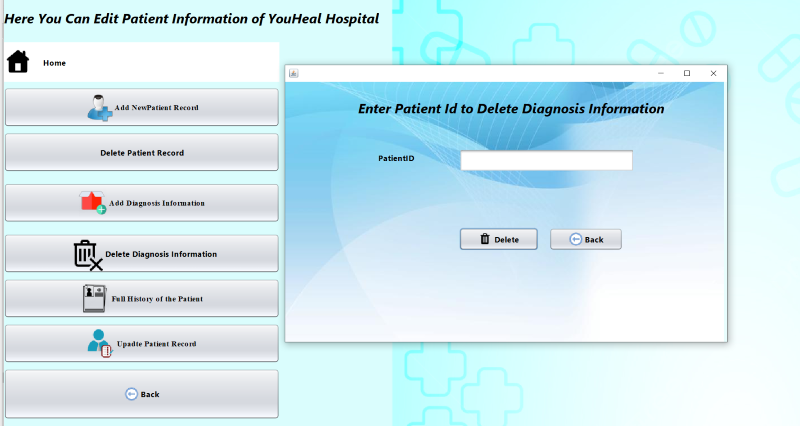 Here You Can Edit Patient Information of YouHeal Hospital
Home
Add NewPatient Record
Delete Patient Record
Add Diagnosis Information
Delete Diagnosis Information
Full History of the Patient
Upadte Patient Record
Back
Enter Patient Id to Delete Diagnosis Information
PatientID
Delete
Back